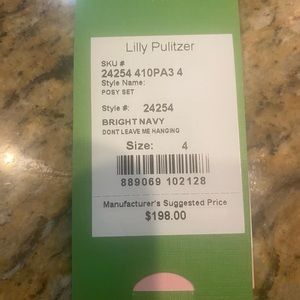 Lilly Pulitzer
SKU #
24254 410PA3 4
Style Name:
POSY SET
Style #: 24254
BRIGHT NAVY
DONT LEAVE ME HANGING
Size: 4
889069 102128
Manufacturer's Suggested Price
$198.00